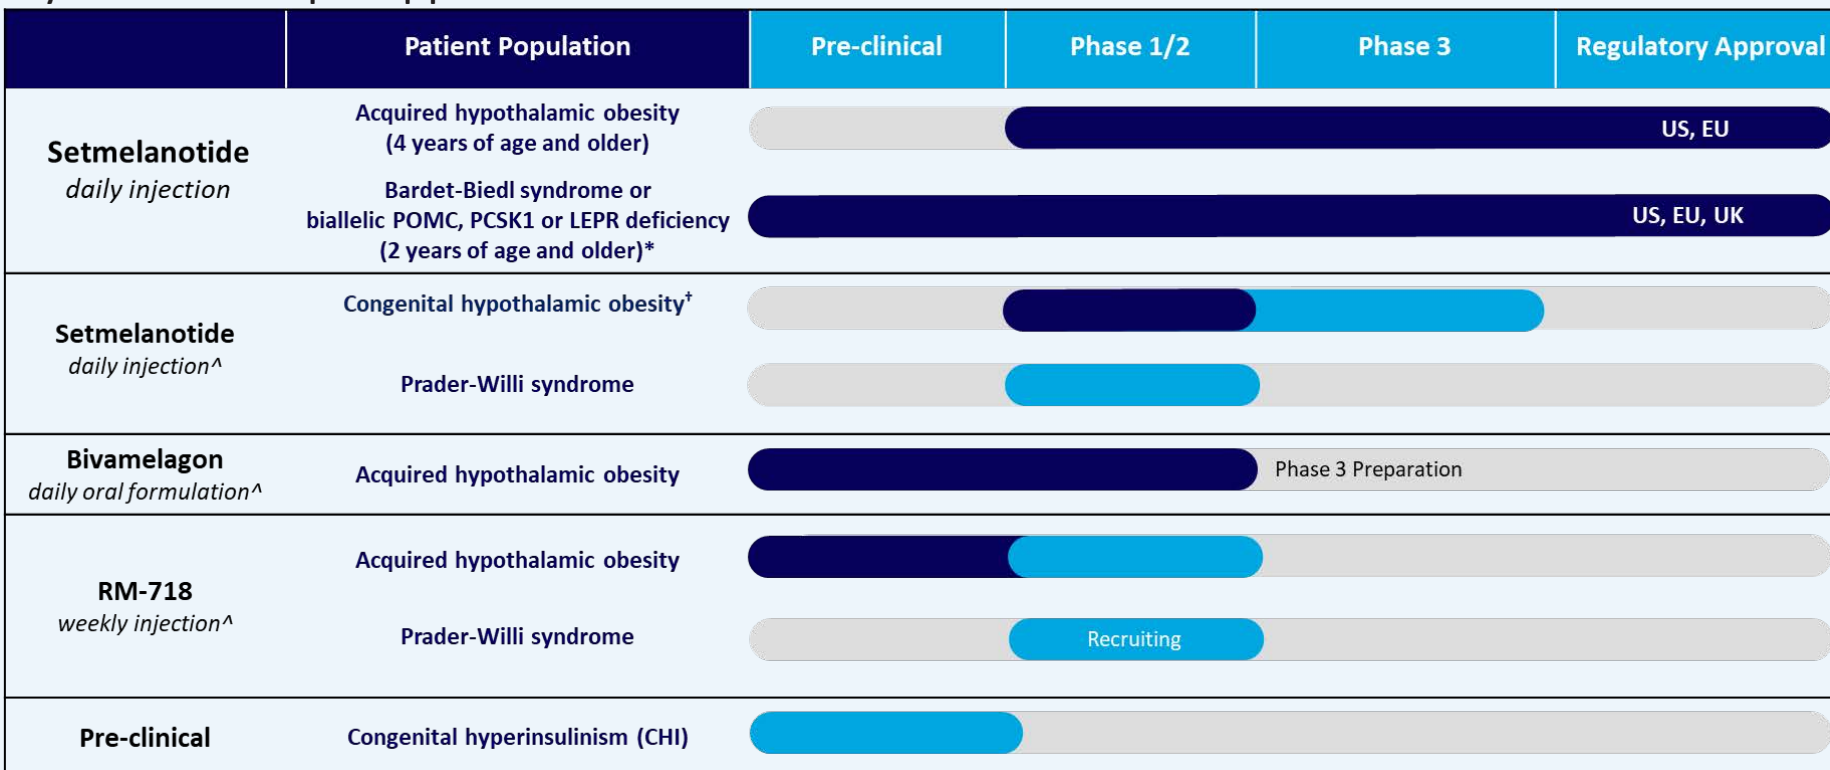 Patient Population
Pre-clinical
Phase 1/2
Phase 3
Regulatory Approval
Setmelanotide
daily injection
Acquired hypothalamic obesity
(4 years of age and older)
US, EU
Bardet-Biedl syndrome or
biallelic POMC, PCSK1 or LEPR deficiency
(2 years of age and older)*
US, EU, UK
Setmelanotide
daily injection^
Congenital hypothalamic obesity†
Prader-Willi syndrome
Bivamelagon
daily oral formulation^
Acquired hypothalamic obesity
Phase 3 Preparation
RM-718
weekly injection^
Acquired hypothalamic obesity
Prader-Willi syndrome
Recruiting
Pre-clinical
Congenital hyperinsulinism (CHI)